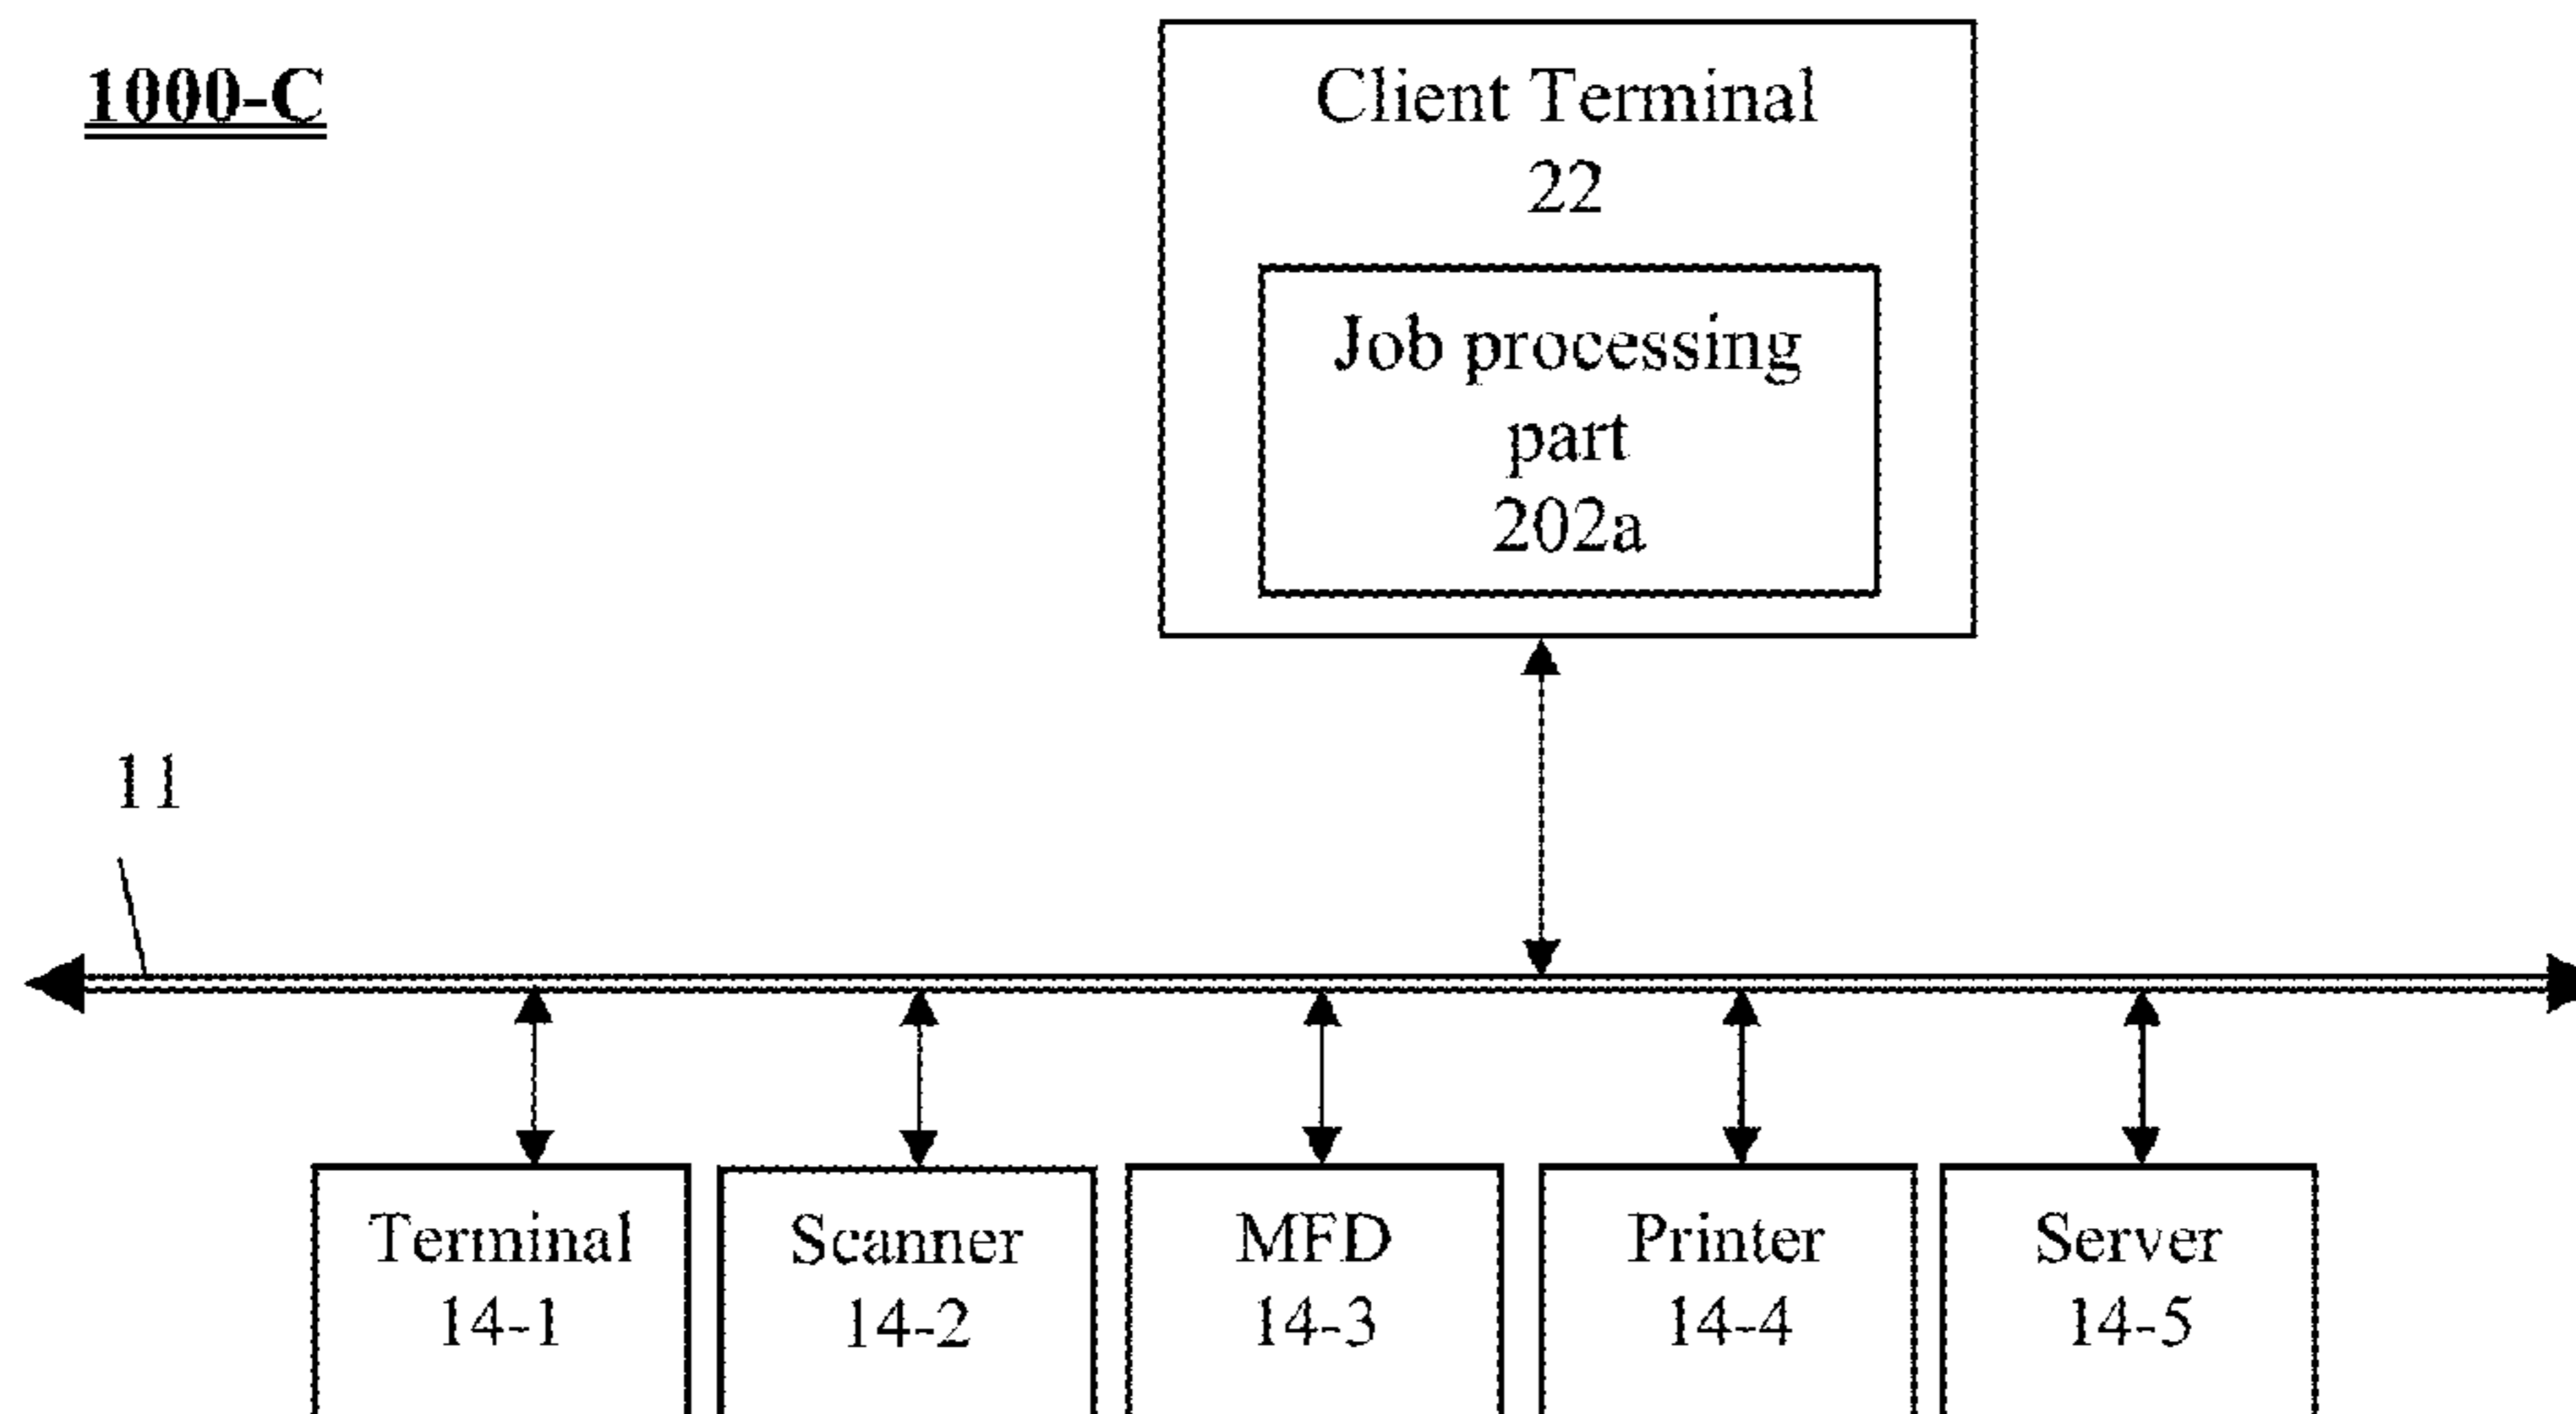 1000-C
Client Terminal
22
Job processing
part
202a
11
Terminal
14-1
Scanner
14-2
MFD
14-3
Printer
14-4
Server
14-5